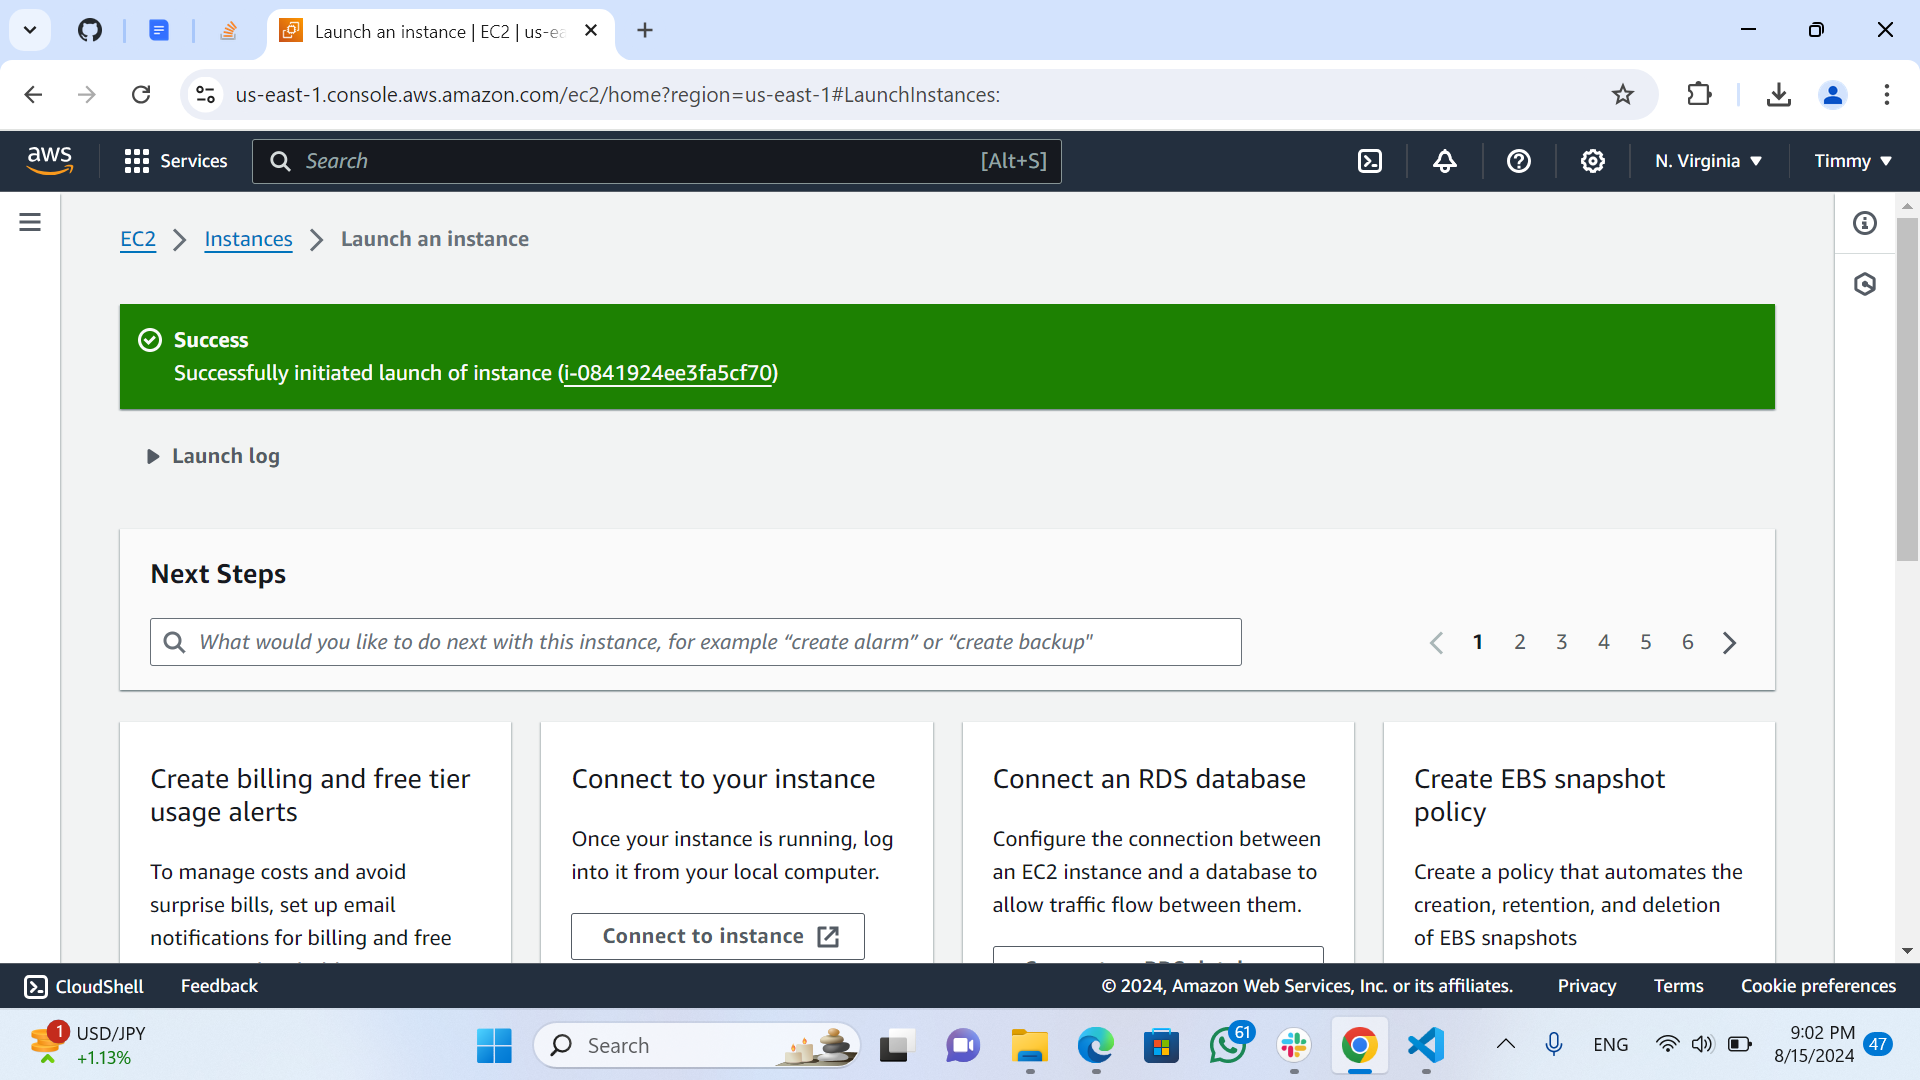 Launch an instance | EC2 | us-ea
us-east-1.console.aws.amazon.com/ec2/home?region=us-east-1#LaunchInstances:
aws
Services
Search
[Alt+S]
N. Virginia
Timmy
EC2
Instances
Launch an instance
Success
Successfully initiated launch of instance (i-0841924ee3fa5cf70)
Launch log
Next Steps
What would you like to do next with this instance, for example “create alarm” or “create backup"
1 2 3 4 5 6
Create billing and free tier
usage alerts
To manage costs and avoid
surprise bills, set up email
notifications for billing and free
Connect to your instance
Once your instance is running, log
into it from your local computer.
Connect to instance
Connect an RDS database
Configure the connection between
an EC2 instance and a database to
allow traffic flow between them.
Create EBS snapshot
policy
Create a policy that automates the
creation, retention, and deletion
of EBS snapshots
CloudShell
Feedback
© 2024, Amazon Web Services, Inc. or its affiliates.
Privacy
Terms
Cookie preferences
1
USD/JPY
+1.13%
Search
61
ENG
9:02 PM
8/15/2024
47